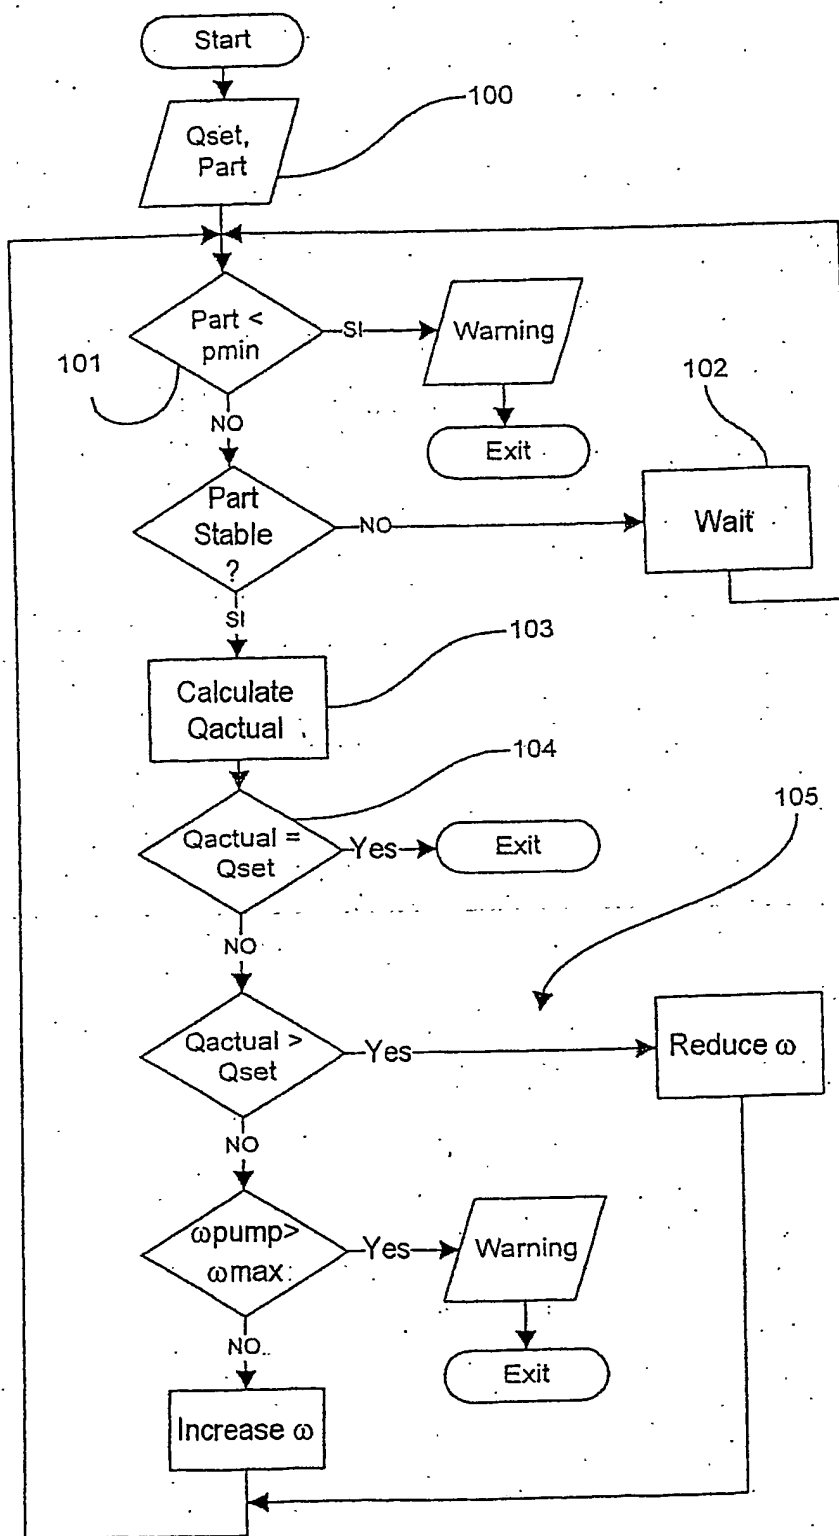 Start
100
Qset,
Part
Part <
pmin
SI
Warning
101
102
NO
Exit
Part
Stable
?
NO
Wait
SI
103
Calculate
Qactual
104
105
Qactual =
Qset
Yes
Exit
NO
Qactual >
Qset
Yes
Reduce ω
NO
ωpump>
ωmax
Yes
Warning
NO
Exit
Increase ω